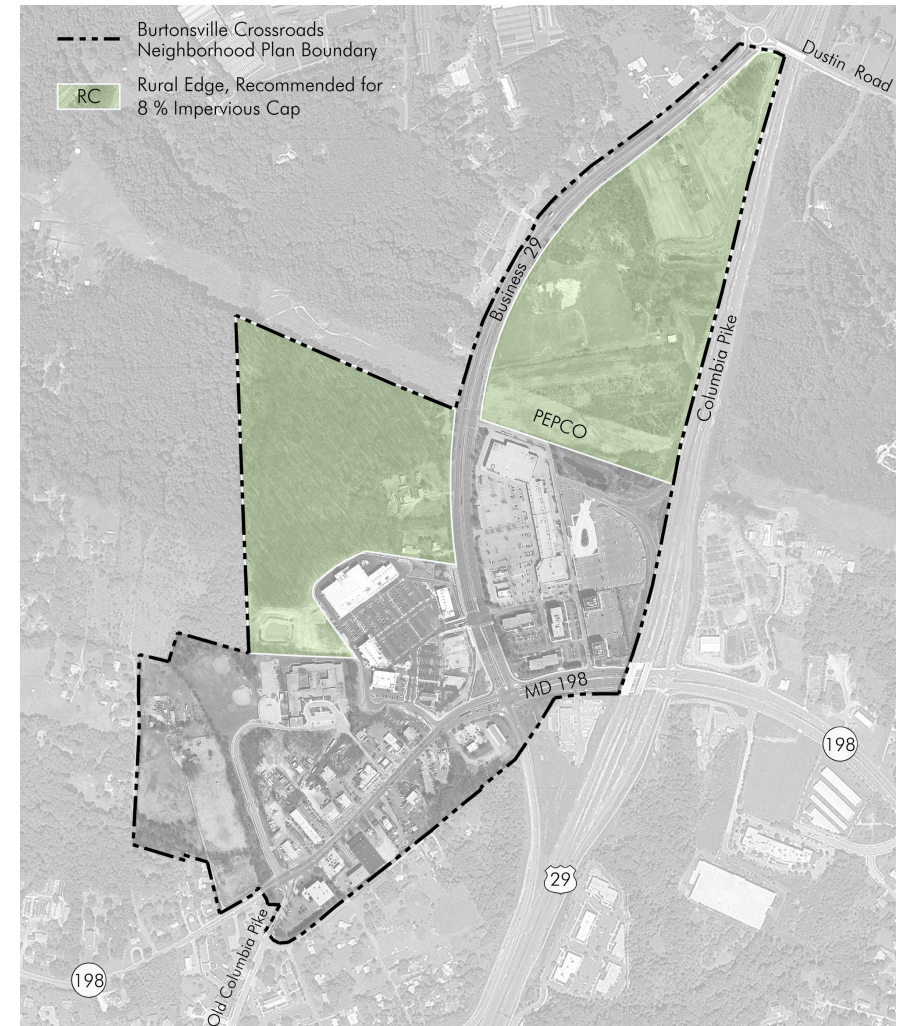 Burtonsville Crossroads
Neighborhood Plan Boundary
RC
Rural Edge, Recommended for
8 % Impervious Cap
Dustin Road
Business 29
Columbia Pike
PEPCO
MD 198
198
29
Old Columbia Pike
198